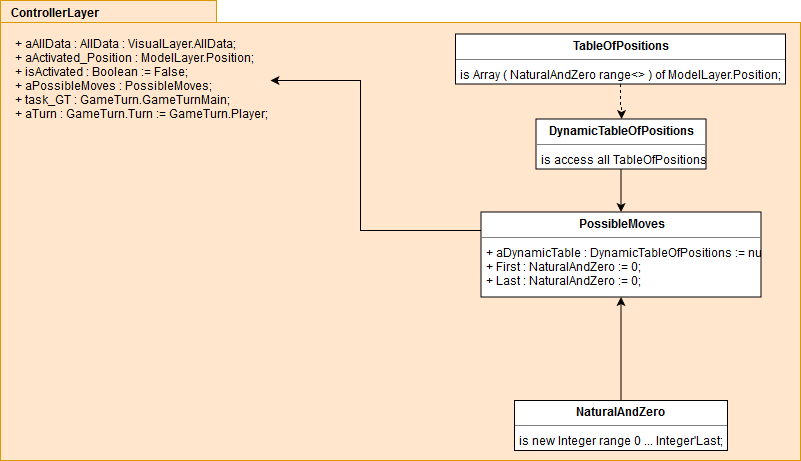 ControllerLayer
+ aAllData : AllData : VisualLayer.AllData;
+ aActivated_Position : ModelLayer.Position;
+ isActivated : Boolean := False;
+ aPossibleMoves : PossibleMoves;
+ task_GT : GameTurn.GameTurnMain;
+ aTurn : GameTurn.Turn := GameTurn.Player;
TableOfPositions
is Array ( NaturalAndZero range<> ) of ModelLayer.Position;
DynamicTableOfPositions
is access all TableOfPositions
PossibleMoves
+ aDynamicTable : DynamicTableOfPositions := nu
+ First : NaturalAndZero := 0;
+ Last : NaturalAndZero := 0;
NaturalAndZero
is new Integer range 0 ... Integer'Last;